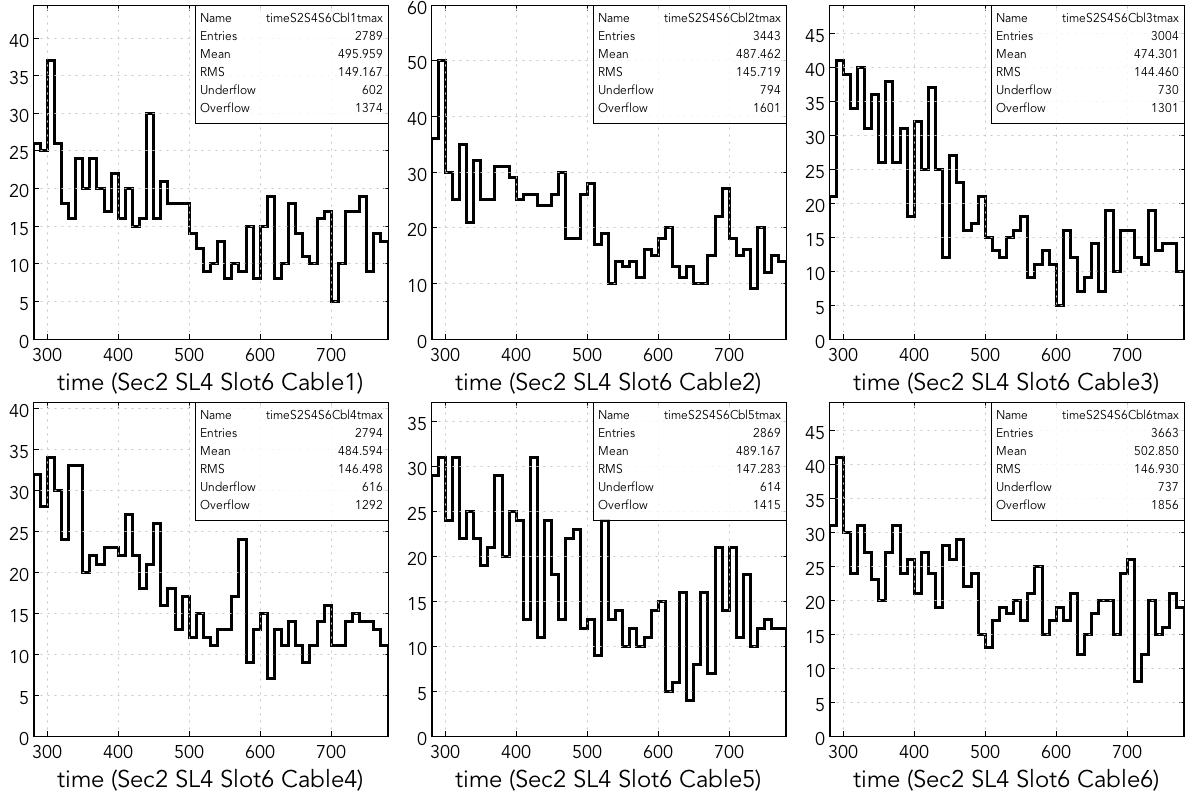 Name timeS2S4S6Cbl1tmax
Entries 2789
Mean 495.959
RMS 149.167
Underflow 602
Overflow 1374
40
35
30
25
20
15
10
5
0
300 400 500 600 700
time (Sec2 SL4 Slot6 Cable1)
Name timeS2S4S6Cbl2tmax
Entries 3443
Mean 487.462
RMS 145.719
Underflow 794
Overflow 1601
60
50
40
30
20
10
0
300 400 500 600 700
time (Sec2 SL4 Slot6 Cable2)
Name timeS2S4S6Cbl3tmax
Entries 3004
Mean 474.301
RMS 144.460
Underflow 730
Overflow 1301
45
40
35
30
25
20
15
10
5
0
300 400 500 600 700
time (Sec2 SL4 Slot6 Cable3)
Name timeS2S4S6Cbl4tmax
Entries 2794
Mean 484.594
RMS 146.498
Underflow 616
Overflow 1292
40
35
30
25
20
15
10
5
0
300 400 500 600 700
time (Sec2 SL4 Slot6 Cable4)
Name timeS2S4S6Cbl5tmax
Entries 2869
Mean 489.167
RMS 147.283
Underflow 614
Overflow 1415
35
30
25
20
15
10
5
0
300 400 500 600 700
time (Sec2 SL4 Slot6 Cable5)
Name timeS2S4S6Cbl6tmax
Entries 3663
Mean 502.850
RMS 146.930
Underflow 737
Overflow 1856
45
40
35
30
25
20
15
10
5
0
300 400 500 600 700
time (Sec2 SL4 Slot6 Cable6)